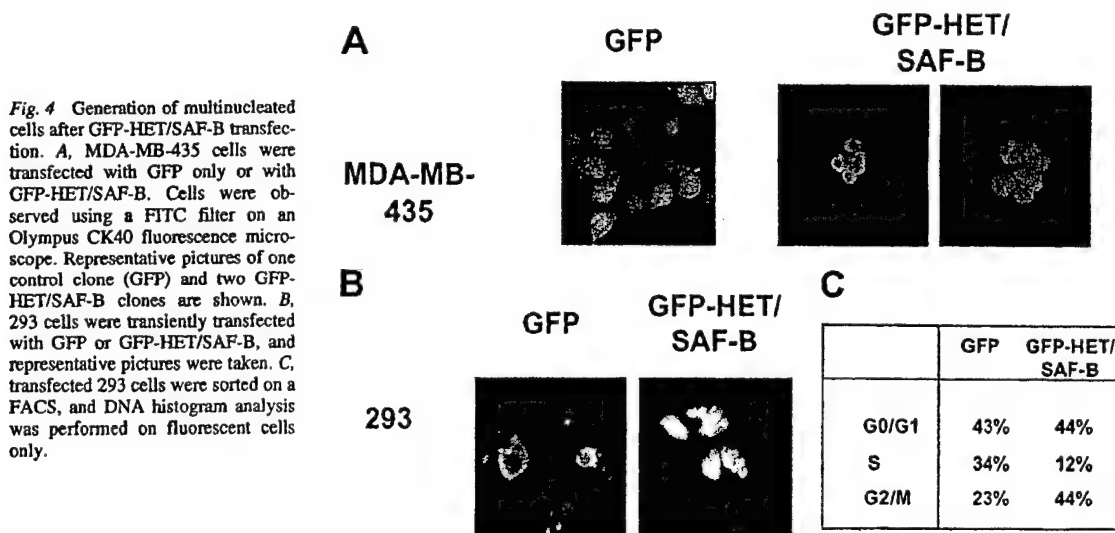 Fig. 4 Generation of multinucleated
cells after GFP-HET/SAF-B transfec-
tion. A, MDA-MB-435 cells were
transfected with GFP only or with
GFP-HET/SAF-B. Cells were ob-
served using a FITC filter on an
Olympus CK40 fluorescence micro-
scope. Representative pictures of one
control clone (GFP) and two GFP-
HET/SAF-B clones are shown. B,
293 cells were transiently transfected
with GFP or GFP-HET/SAF-B, and
representative pictures were taken. C,
transfected 293 cells were sorted on a
FACS, and DNA histogram analysis
was performed on fluorescent cells
only.
A
GFP
GFP-HET/
SAF-B
MDA-MB-
435
B
GFP
GFP-HET/
SAF-B
293
C
GFP GFP-HET/
SAF-B
G0/G1 43% 44%
S 34% 12%
G2/M 23% 44%